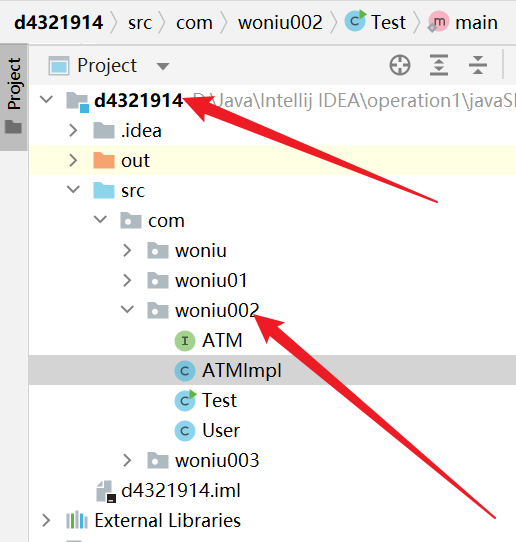 d4321914 / src / com / woniu002 / Test / main
Project
Project
d4321914 D:\Java\Intellij IDEA\operation1\javaS
.idea
out
src
com
woniu
woniu01
woniu002
I ATM
C ATMImpl
C Test
C User
woniu003
d4321914.iml
External Libraries